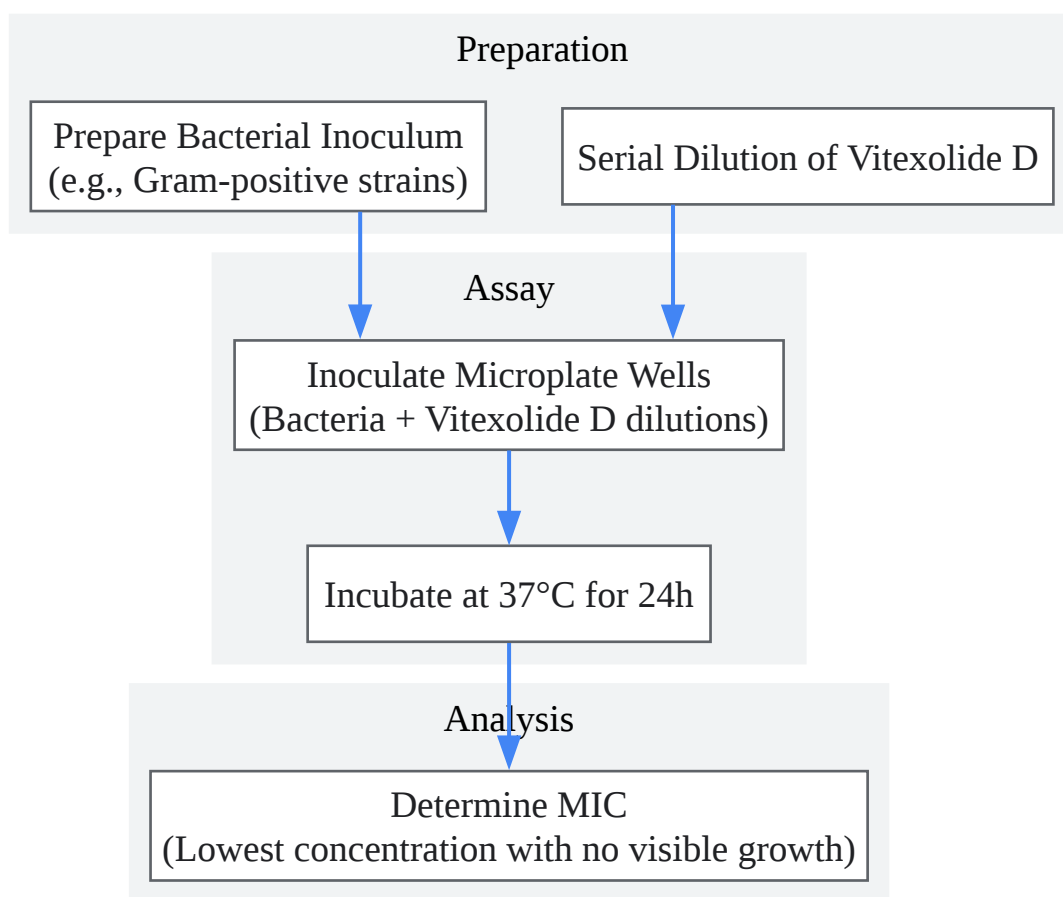 Preparation
Prepare Bacterial Inoculum
(e.g., Gram-positive strains)
Serial Dilution of Vitexolide D
Assay
Inoculate Microplate Wells
(Bacteria + Vitexolide D dilutions)
Incubate at 37°C for 24h
Analysis
Determine MIC
(Lowest concentration with no visible growth)